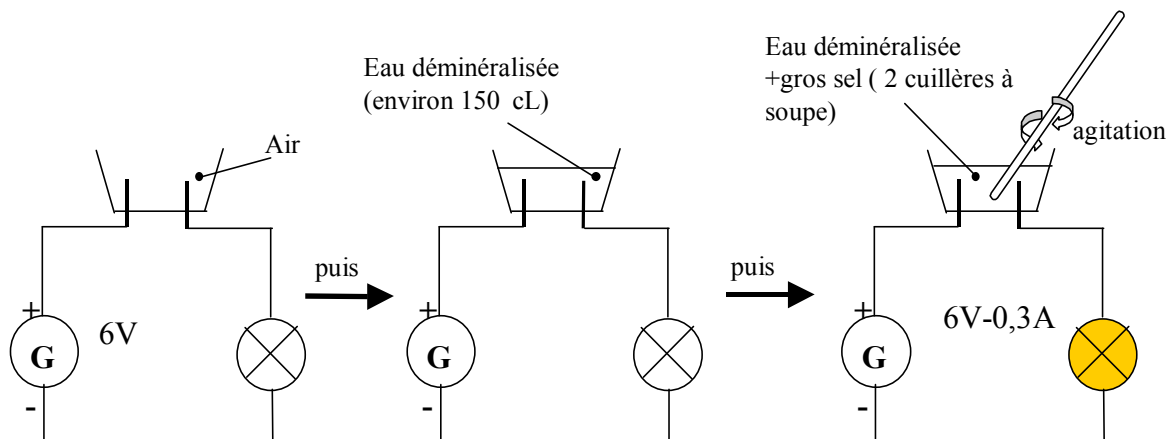 Air
+
6V
G
-
puis
Eau déminéralisée
(environ 150 cL)
+
G
-
puis
Eau déminéralisée
+gros sel ( 2 cuillères à
soupe)
agitation
+
6V-0,3A
G
-